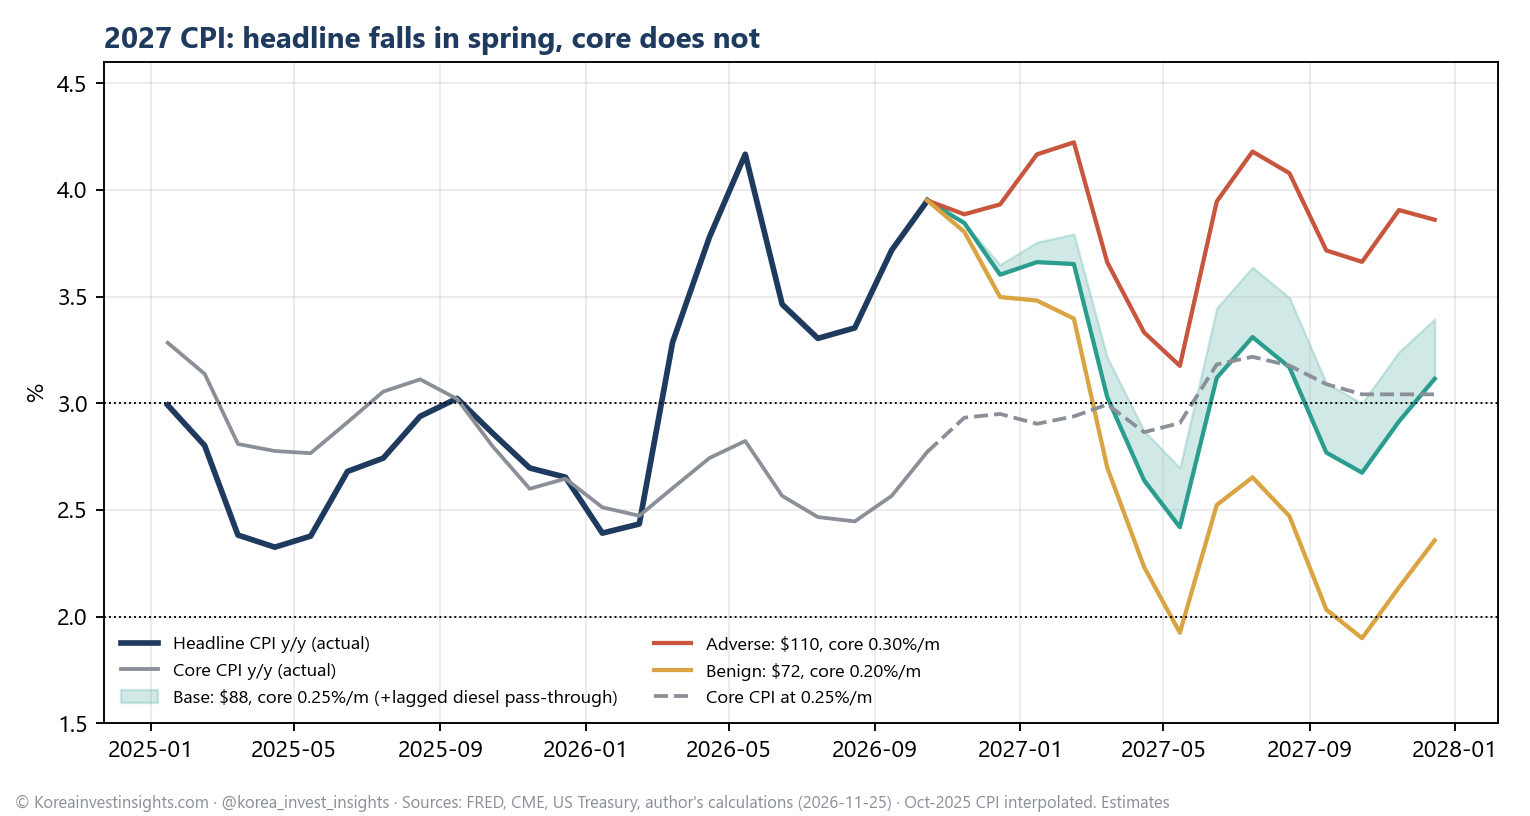 2027 CPI: headline falls in spring, core does not
%
4.5
4.0
3.5
3.0
2.5
2.0
1.5
Headline CPI y/y (actual)
Core CPI y/y (actual)
Base: $88, core 0.25%/m (+lagged diesel pass-through)
Adverse: $110, core 0.30%/m
Benign: $72, core 0.20%/m
Core CPI at 0.25%/m
2025-01 2025-05 2025-09 2026-01 2026-05 2026-09 2027-01 2027-05 2027-09 2028-01
© Koreainvestinsights.com · @korea_invest_insights · Sources: FRED, CME, US Treasury, author's calculations (2026-11-25) · Oct-2025 CPI interpolated. Estimates